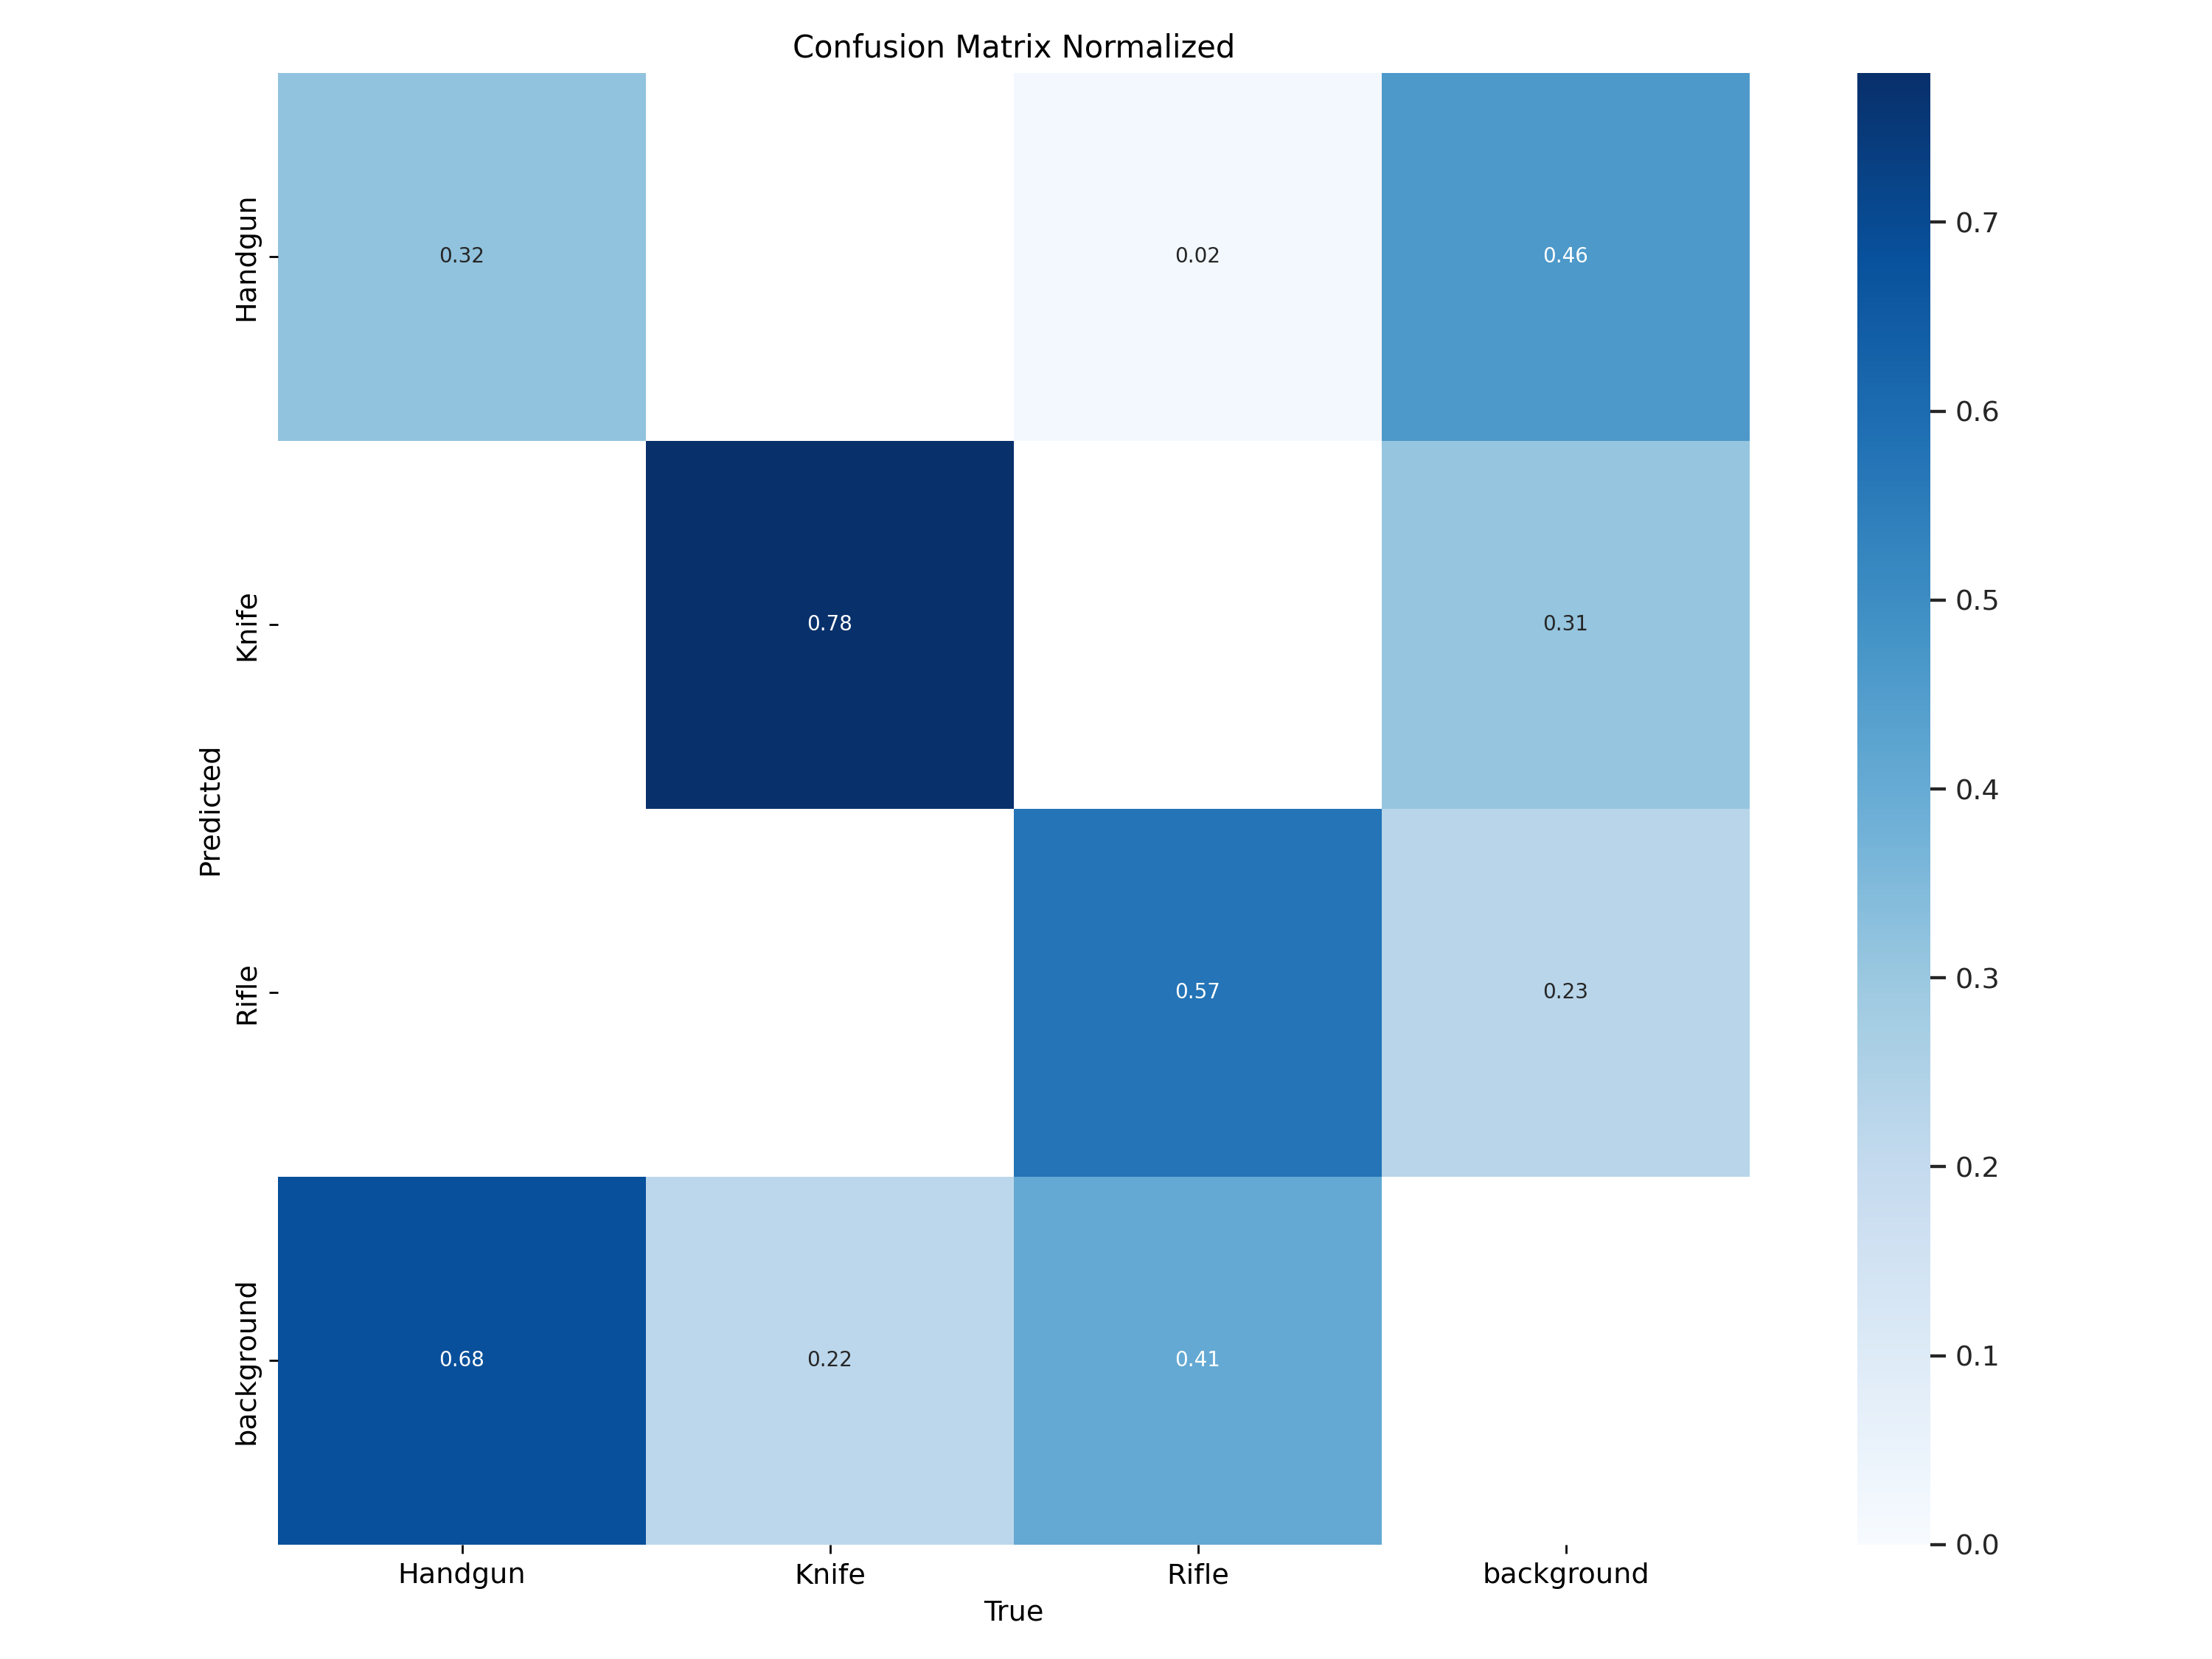 Confusion Matrix Normalized
Handgun
0.32
0.02
0.46
Knife
0.78
0.31
Rifle
0.57
0.23
background
0.68
0.22
0.41
Predicted
Handgun
Knife
Rifle
background
True
0.7
0.6
0.5
0.4
0.3
0.2
0.1
0.0